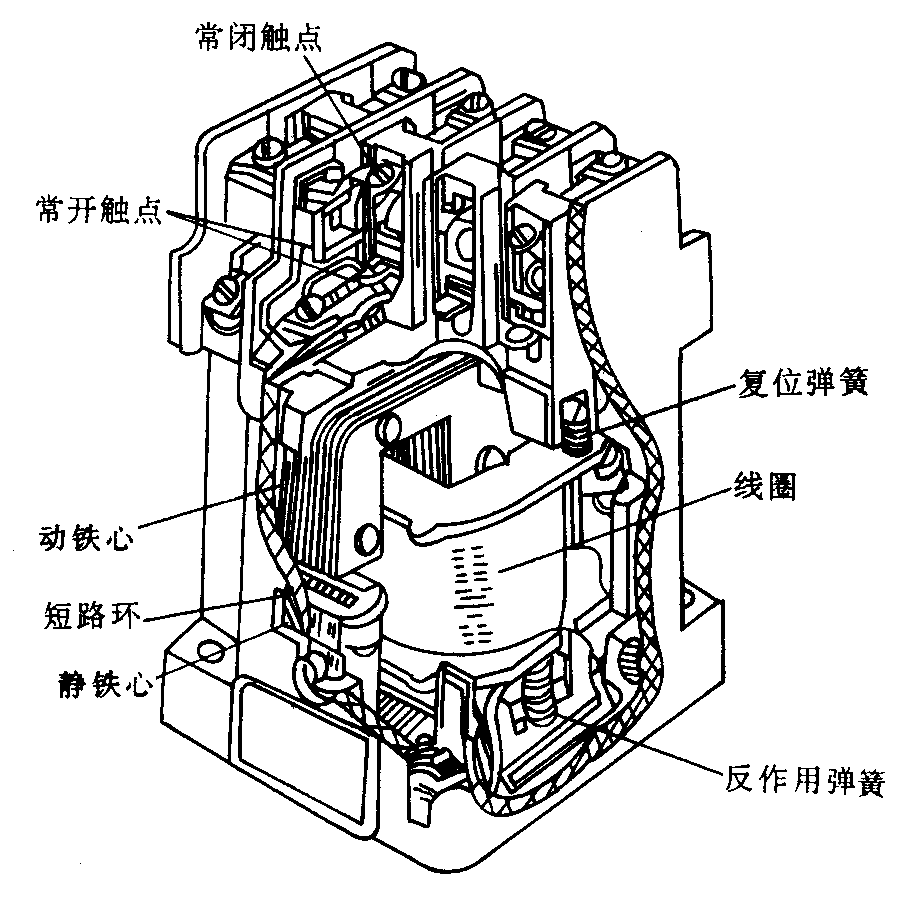 常闭触点
常开触点
复位弹簧
线圈
动铁心
短路环
静铁心
反作用弹簧